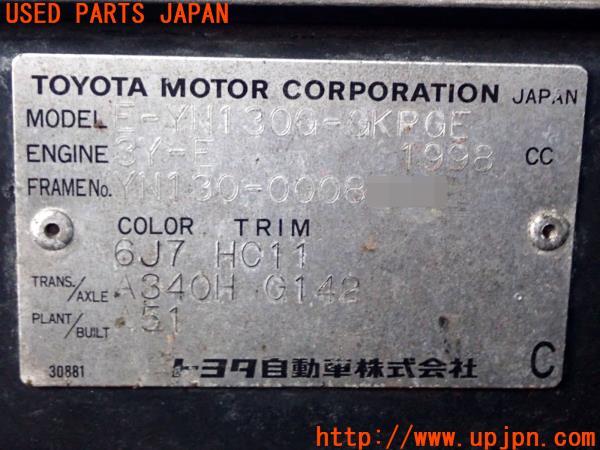 USED PARTS JAPAN
TOYOTA MOTOR CORPORATION JAPAN
MODEL E-YN130G-GKPGE
ENGINE 3Y-E 1998 CC
FRAME No. YN130-0008
COLOR TRIM
6J7 HC11
TRANS./AXLE A340H G142
PLANT/BUILT A51
30881 トヨタ自動車株式会社 C
http://www.upjpn.com